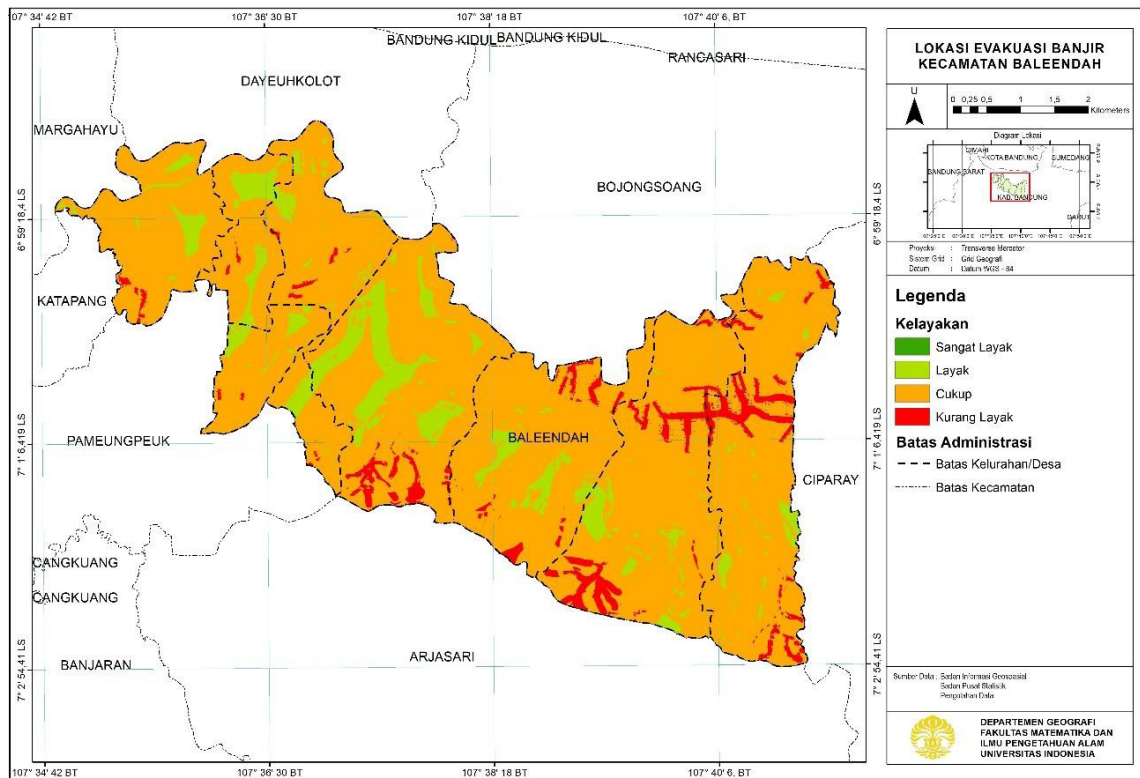 107° 34' 42 BT
107° 36' 30 BT
107° 38' 18 BT
107° 40' 6, BT
BANDUNG KIDUL
BANDUNG KIDUL
RANCASARI
DAYEUHKOLOT
MARGAHAYU
BOJONGSOANG
6° 59' 18,4 LS
6° 59' 18,4 LS
KATAPANG
PAMEUNGPEUK
BALEENDAH
7° 1' 6,419 LS
7° 1' 6,419 LS
CIPARAY
CANGKUANG
CANGKUANG
BANJARAN
ARJASARI
7° 2' 54,41 LS
7° 2' 54,41 LS
107° 34' 42 BT
107° 36' 30 BT
107° 38' 18 BT
107° 40' 6, BT
LOKASI EVAKUASI BANJIR
KECAMATAN BALEENDAH
U
0 0,25 0,5 1 1,5 2
Kilometers
Diagram Lokasi
CIMAHI
KOTA BANDUNG
SUMEDANG
BANDUNG BARAT
KAB. BANDUNG
GARUT
Proyeksi : Transverse Mercator
Sistem Grid : Grid Geografi
Datum : Datum WGS - 84
Legenda
Kelayakan
Sangat Layak
Layak
Cukup
Kurang Layak
Batas Administrasi
Batas Kelurahan/Desa
Batas Kecamatan
Sumber Data : Badan Informasi Geospasial
Badan Pusat Statistik
Pengolahan Data
DEPARTEMEN GEOGRAFI
FAKULTAS MATEMATIKA DAN
ILMU PENGETAHUAN ALAM
UNIVERSITAS INDONESIA